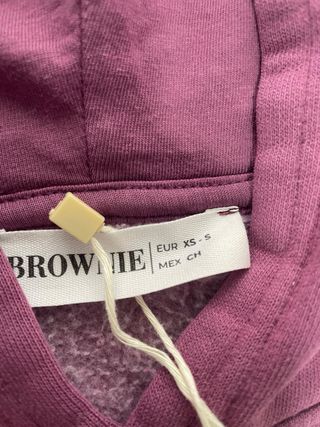 BROWNIE
EUR XS - S
MEX CH